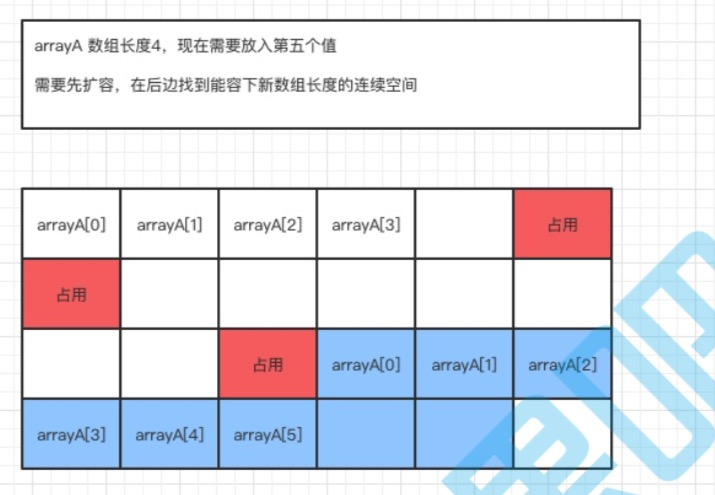 arrayA 数组长度4，现在需要放入第五个值
需要先扩容，在后边找到能容下新数组长度的连续空间
arrayA[0] arrayA[1] arrayA[2] arrayA[3] 占用
占用
占用 arrayA[0] arrayA[1] arrayA[2]
arrayA[3] arrayA[4] arrayA[5]